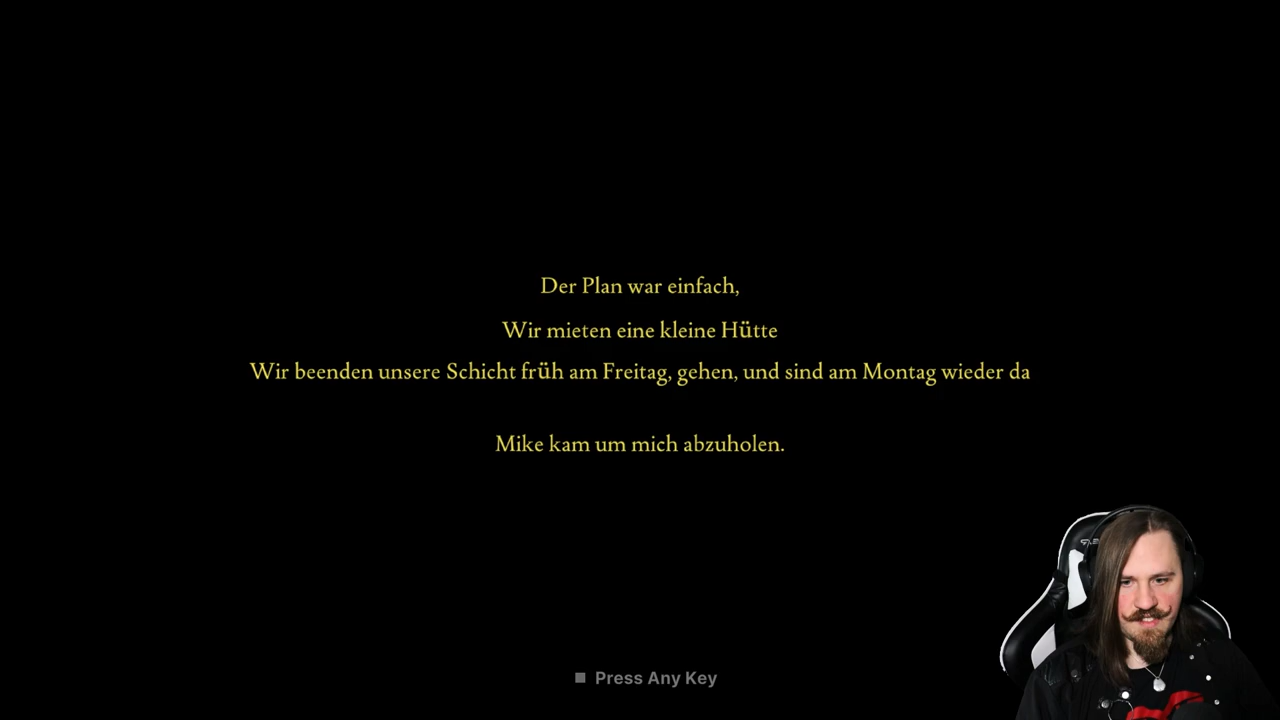 Der Plan war einfach,
Wir mieten eine kleine Hütte
Wir beenden unsere Schicht früh am Freitag, gehen, und sind am Montag wieder da
Mike kam um mich abzuholen.
Press Any Key